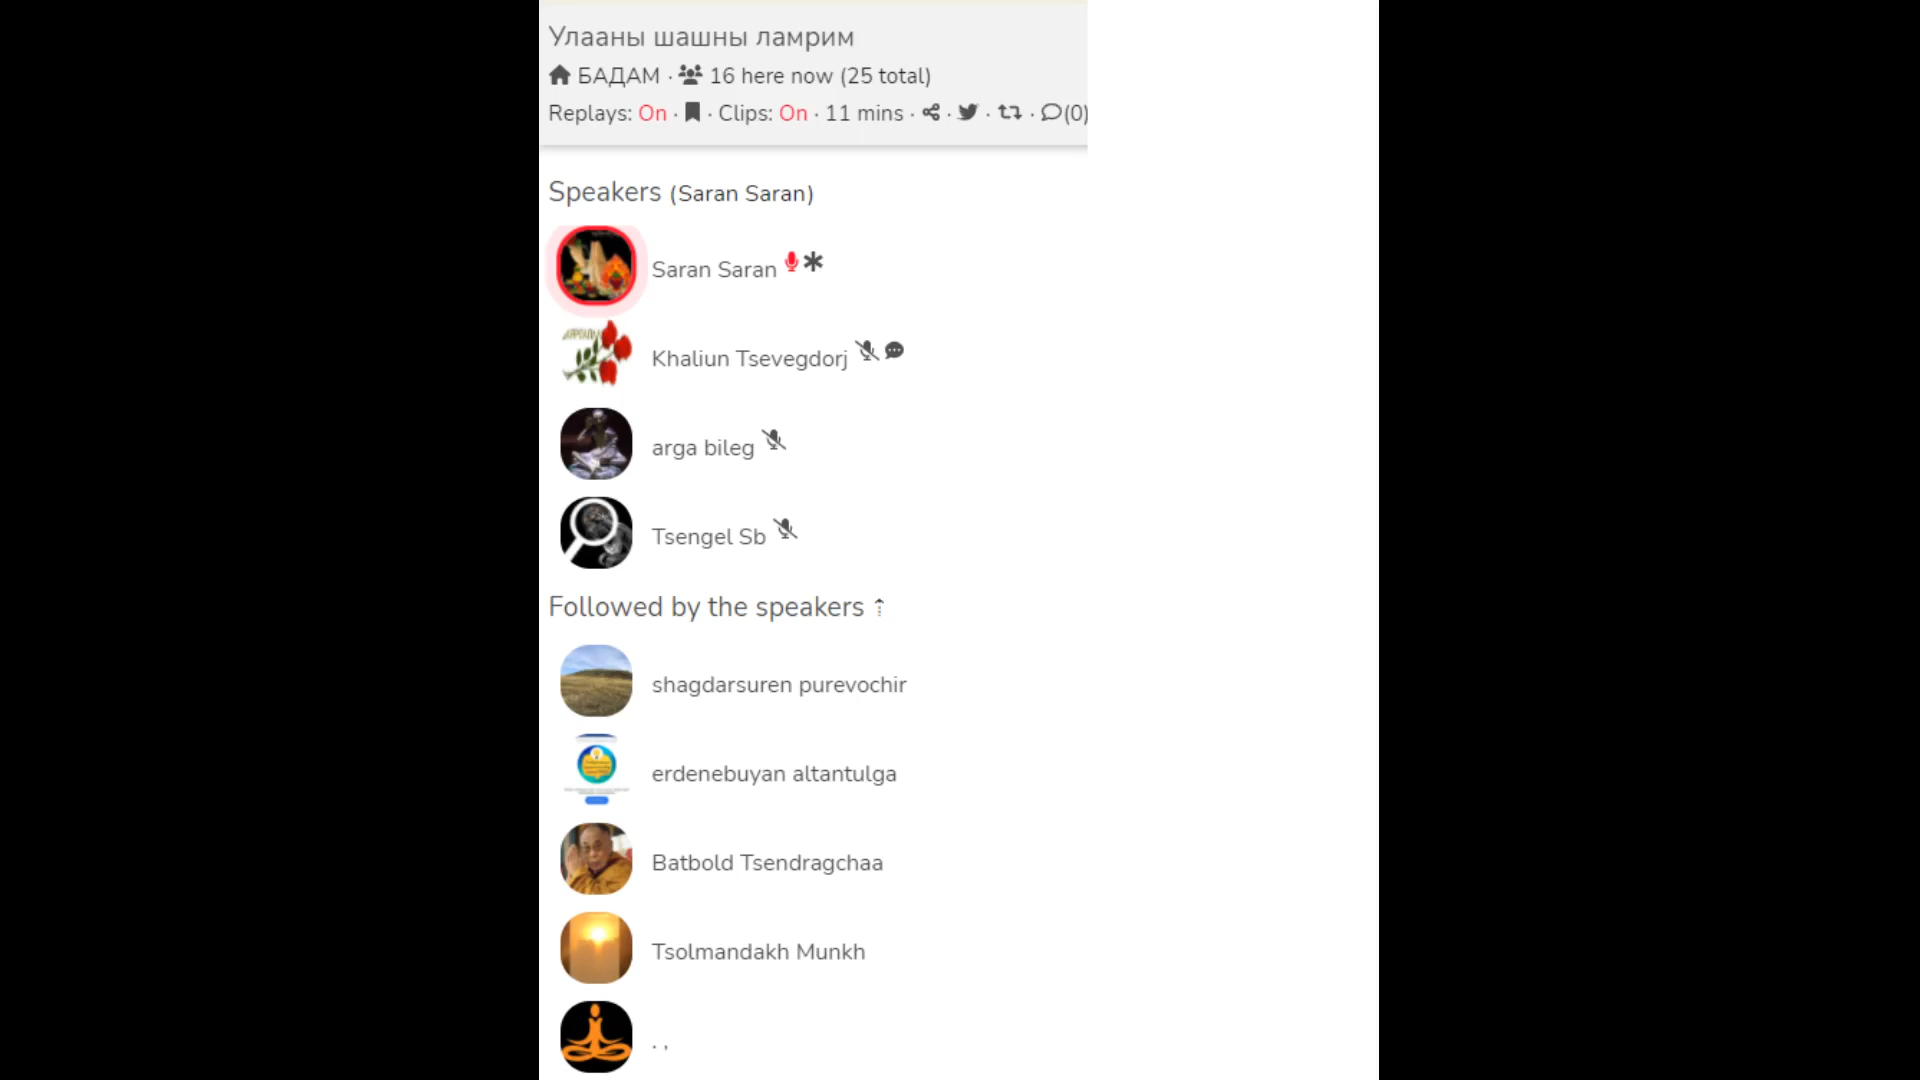 Улааны шашны ламрим
БАДАМ · 16 here now (25 total)
Replays: On · · Clips: On · 11 mins · · · · (0)
Speakers (Saran Saran)
Saran Saran
Khaliun Tsevegdorj
arga bileg
Tsengel Sb
Followed by the speakers
shagdarsuren purevochir
erdenebuyan altantulga
Batbold Tsendragchaa
Tsolmandakh Munkh
. ,